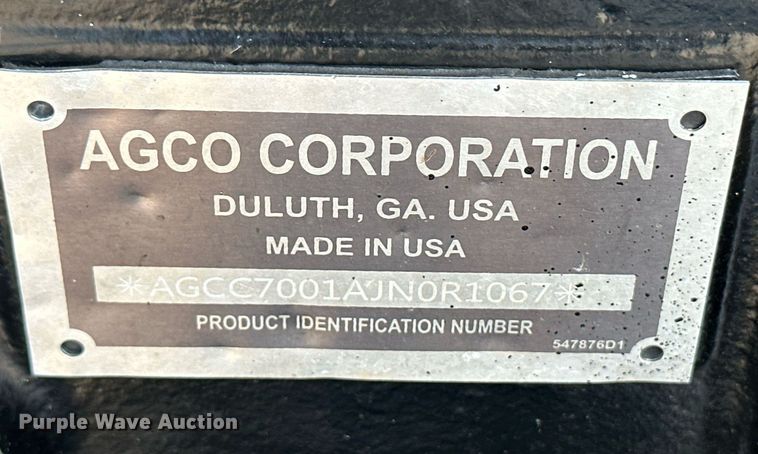 AGCO CORPORATION
DULUTH, GA. USA
MADE IN USA
*AGCC7001AJN0R1067*
PRODUCT IDENTIFICATION NUMBER
547876D1
Purple Wave Auction